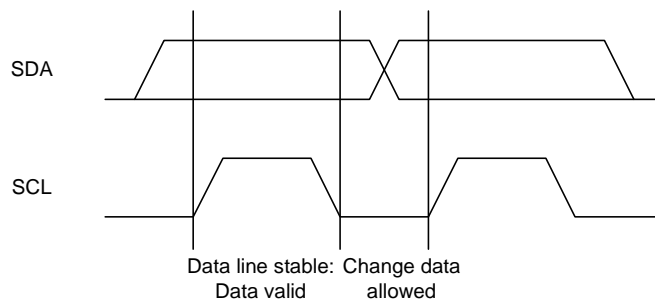 SDA
SCL
Data line stable:
Data valid
Change data
allowed